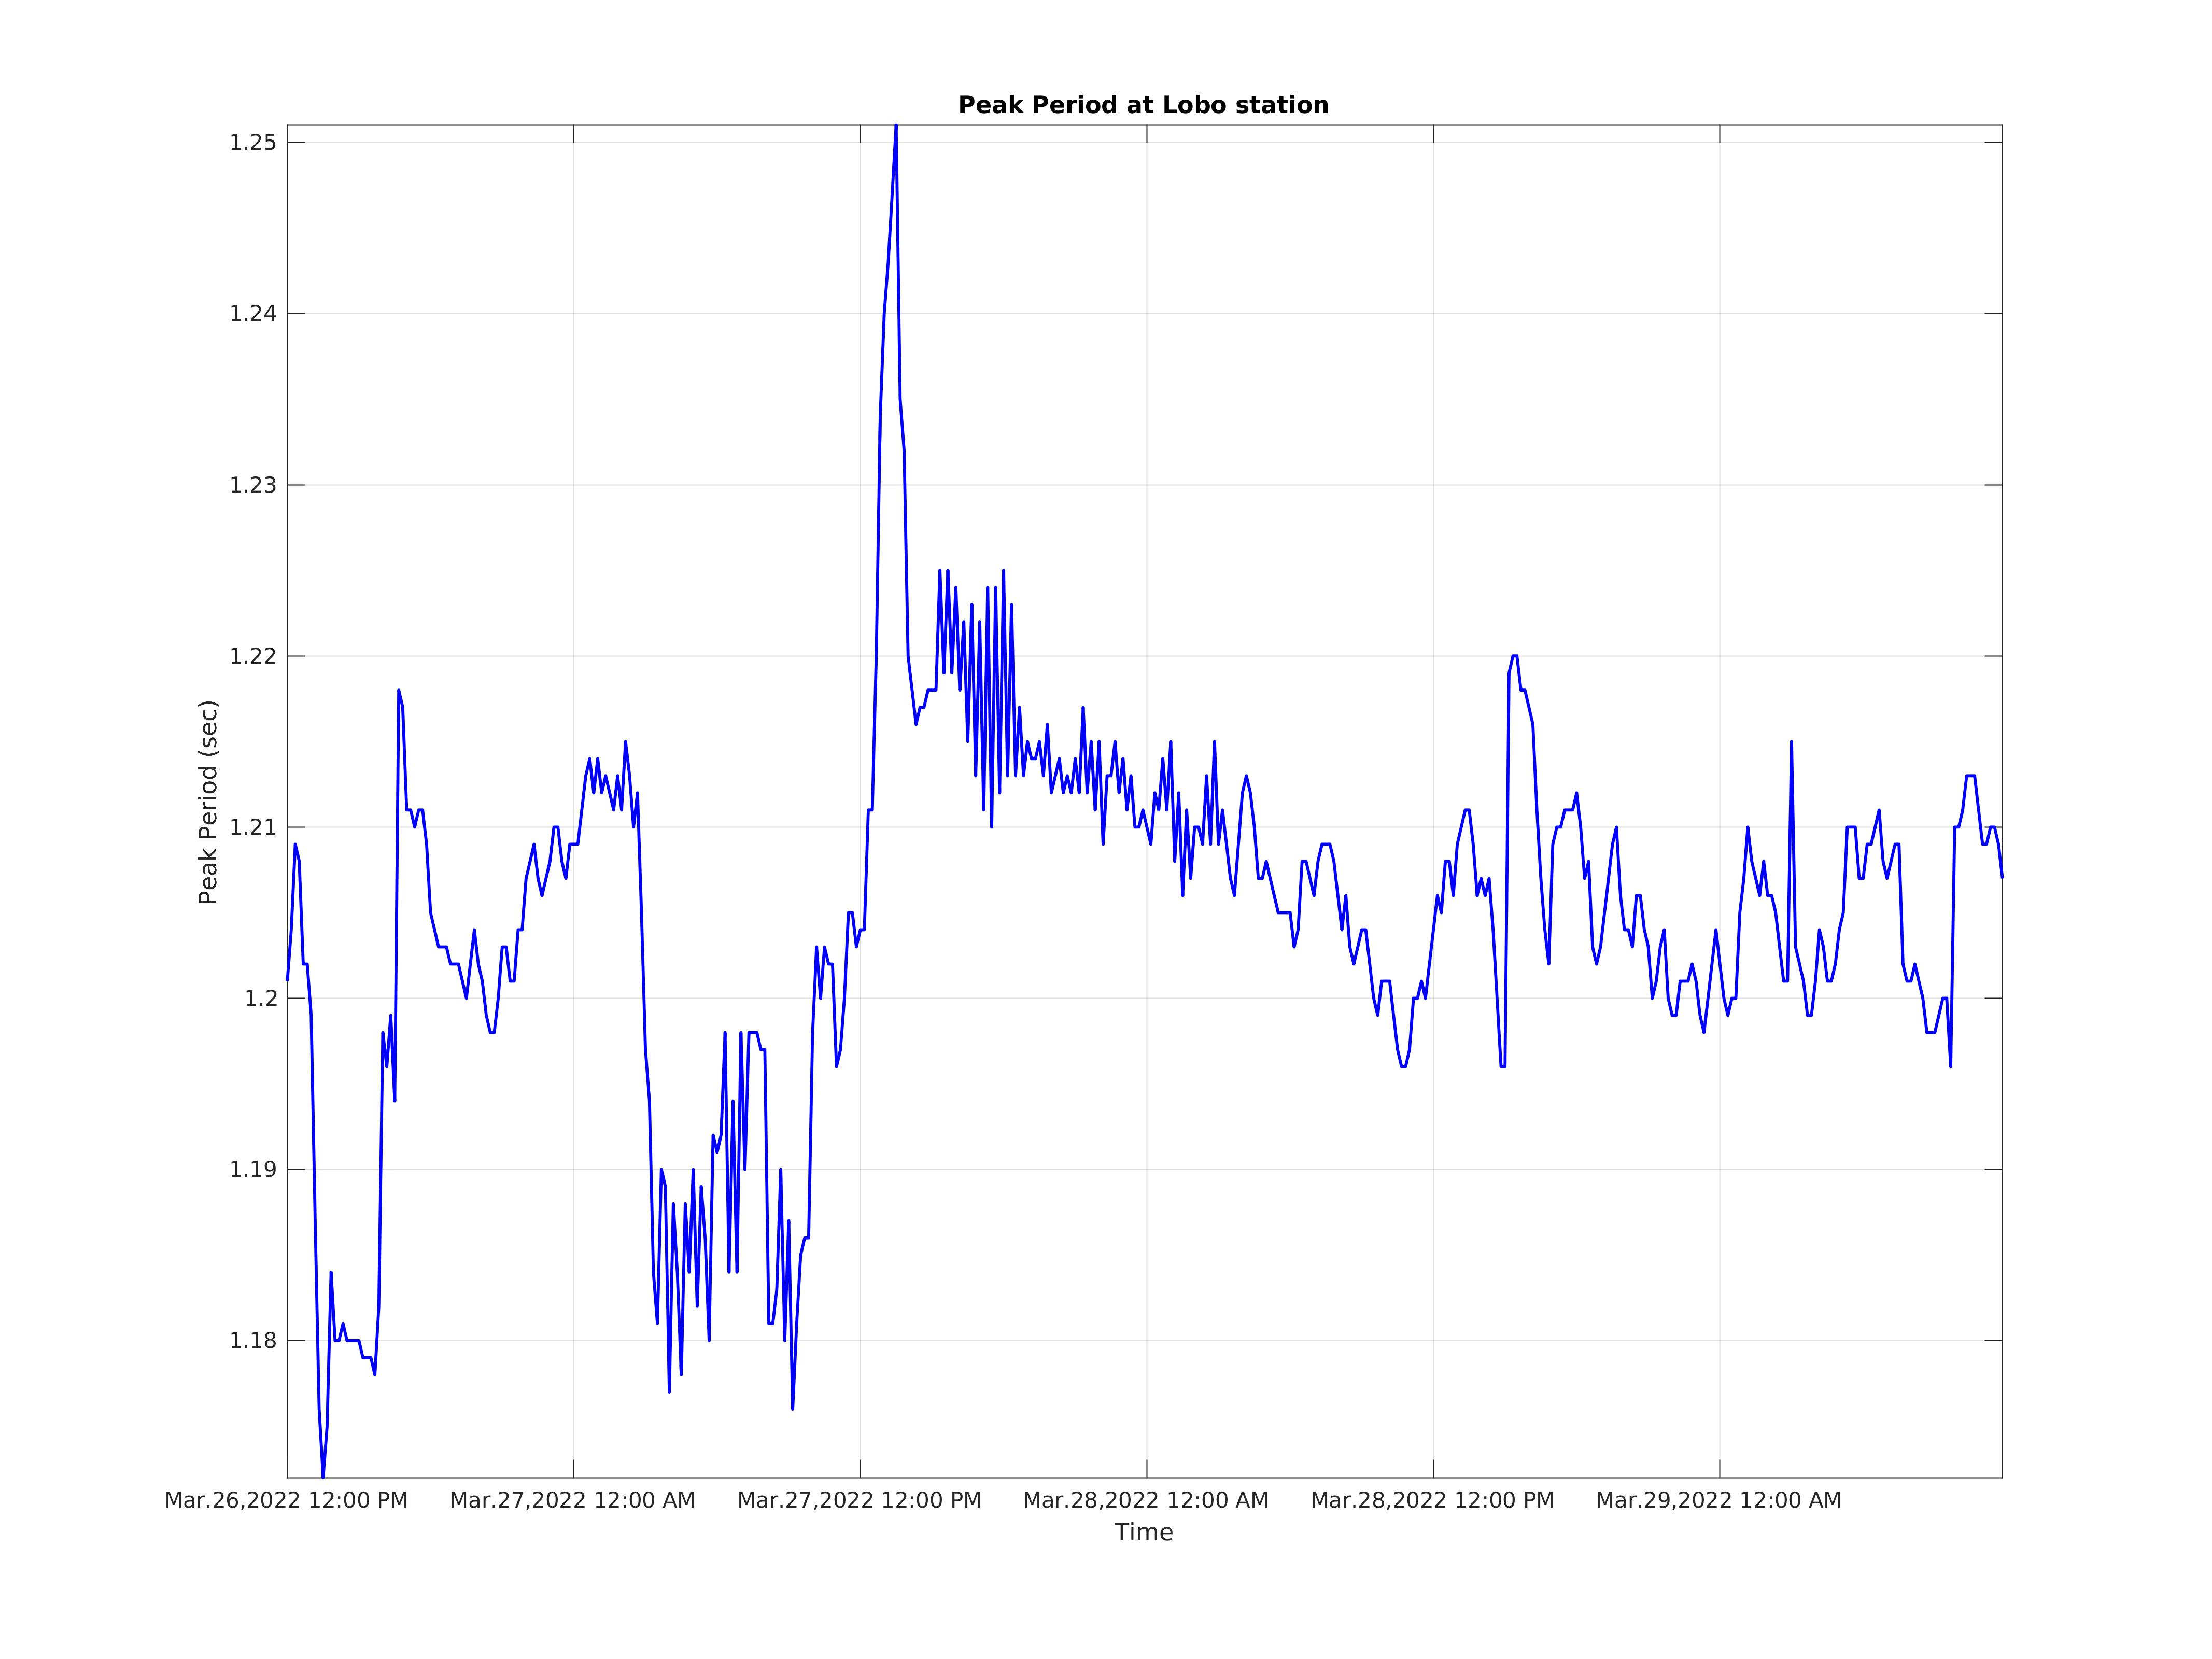 Peak Period at Lobo station
1.25
1.24
1.23
1.22
1.21
1.2
1.19
1.18
Peak Period (sec)
Mar.26,2022 12:00 PM Mar.27,2022 12:00 AM Mar.27,2022 12:00 PM Mar.28,2022 12:00 AM Mar.28,2022 12:00 PM Mar.29,2022 12:00 AM
Time